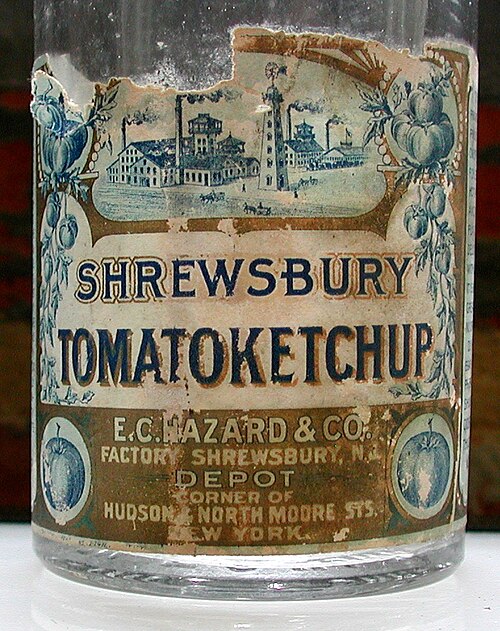 SHREWSBURY
TOMATOKETCHUP
E.C. HAZARD & CO.
FACTORY SHREWSBURY, N.J.
DEPOT
CORNER OF
HUDSON & NORTH MOORE STS.
NEW YORK.